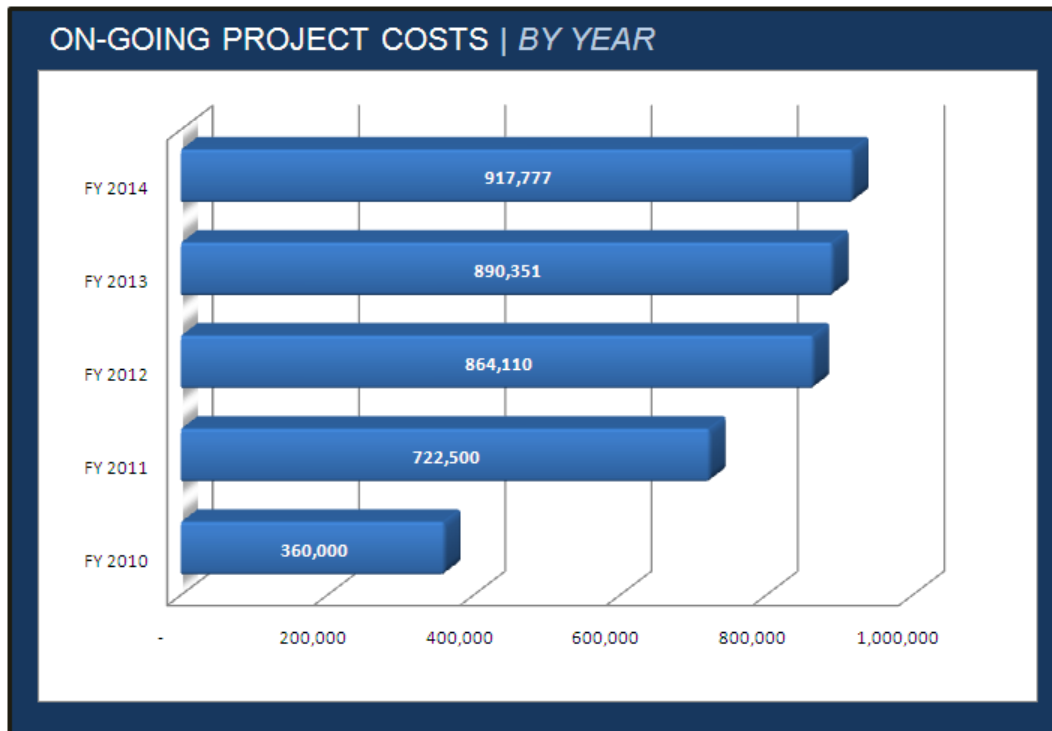 ON-GOING PROJECT COSTS | BY YEAR
FY 2014
917,777
FY 2013
890,351
FY 2012
864,110
FY 2011
722,500
FY 2010
360,000
- 200,000 400,000 600,000 800,000 1,000,000